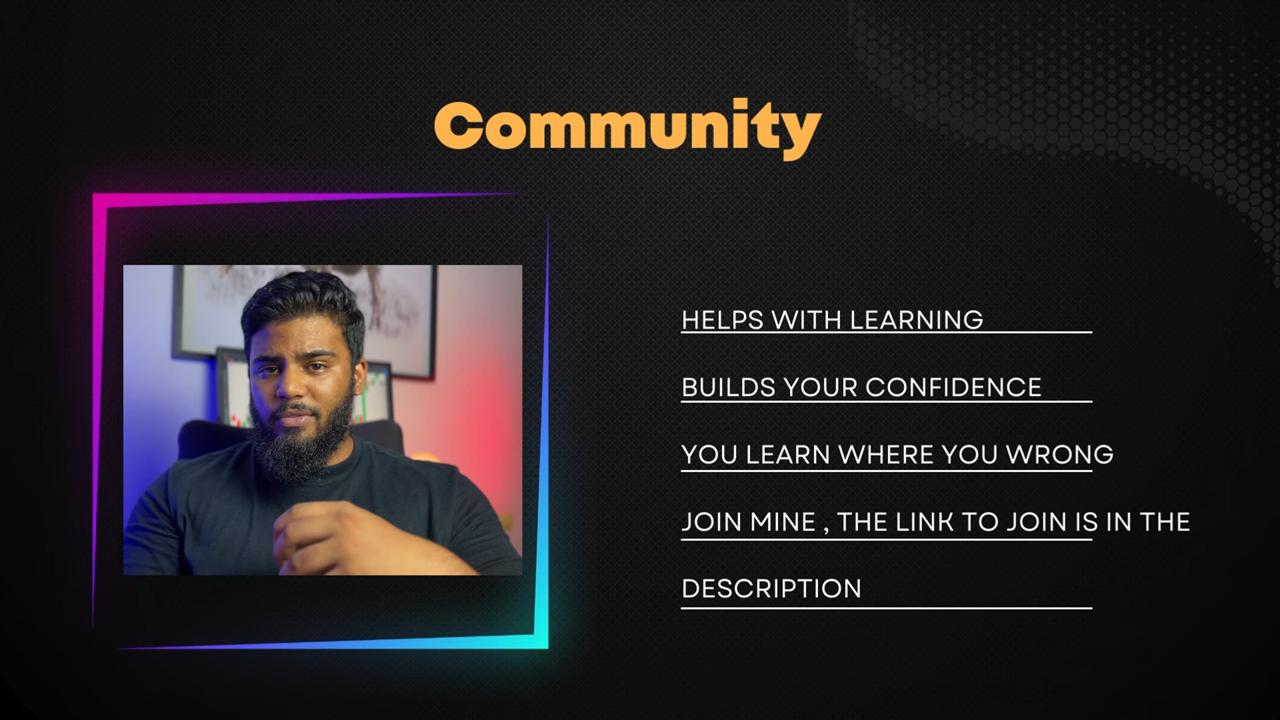 Community
HELPS WITH LEARNING
BUILDS YOUR CONFIDENCE
YOU LEARN WHERE YOU WRONG
JOIN MINE , THE LINK TO JOIN IS IN THE
DESCRIPTION